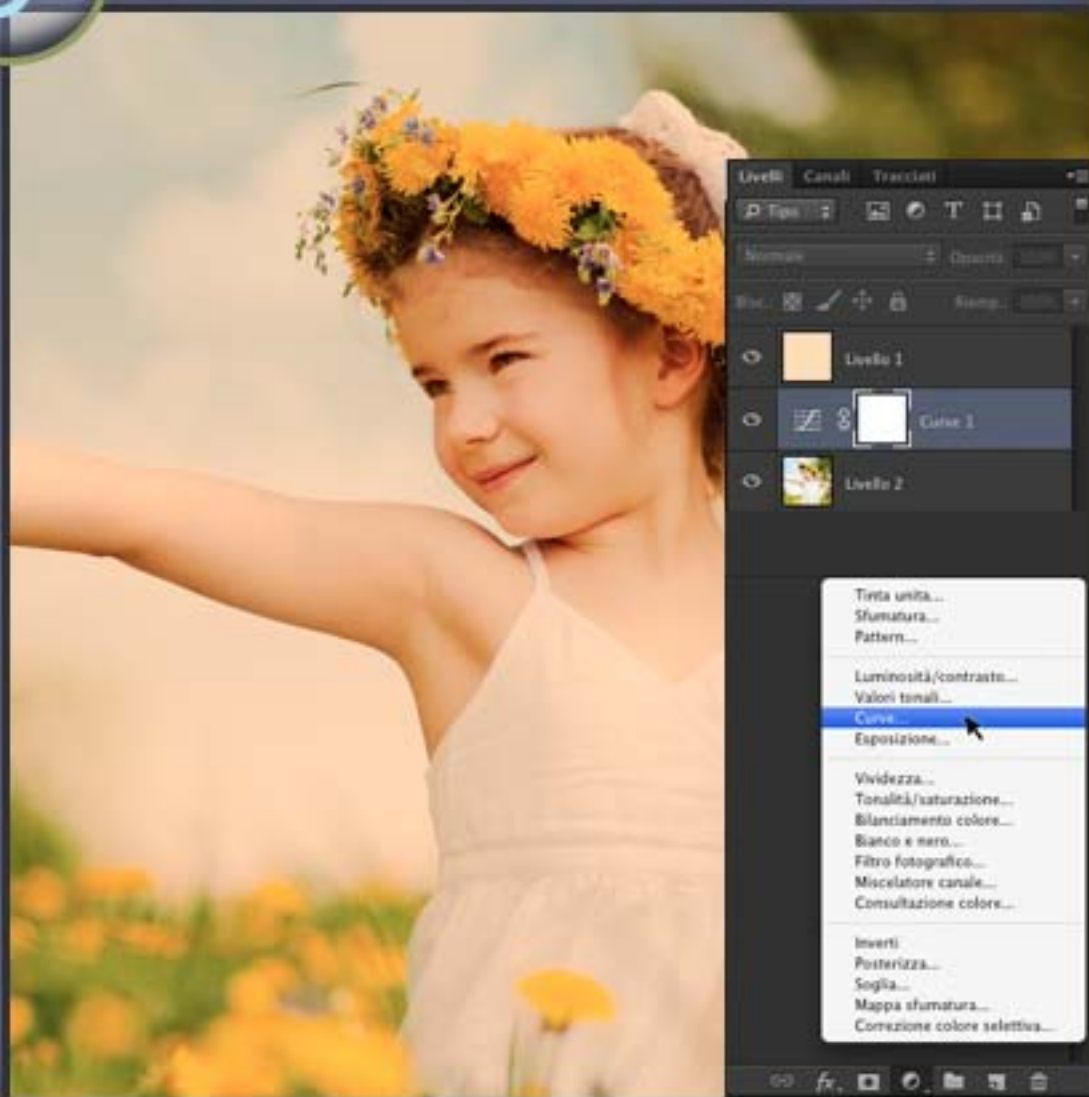 Livelli Canali Tracciati
Tipo
Normale Opacità:
Bloc.: Riemp.:
Livello 1
Curve 1
Livello 2
Tinta unita...
Sfumatura...
Pattern...
Luminosità/contrasto...
Valori tonali...
Curve...
Esposizione...
Vividezza...
Tonalità/saturazione...
Bilanciamento colore...
Bianco e nero...
Filtro fotografico...
Miscelatore canale...
Consultazione colore...
Inverti
Posterizza...
Soglia...
Mappa sfumatura...
Correzione colore selettiva...
fx